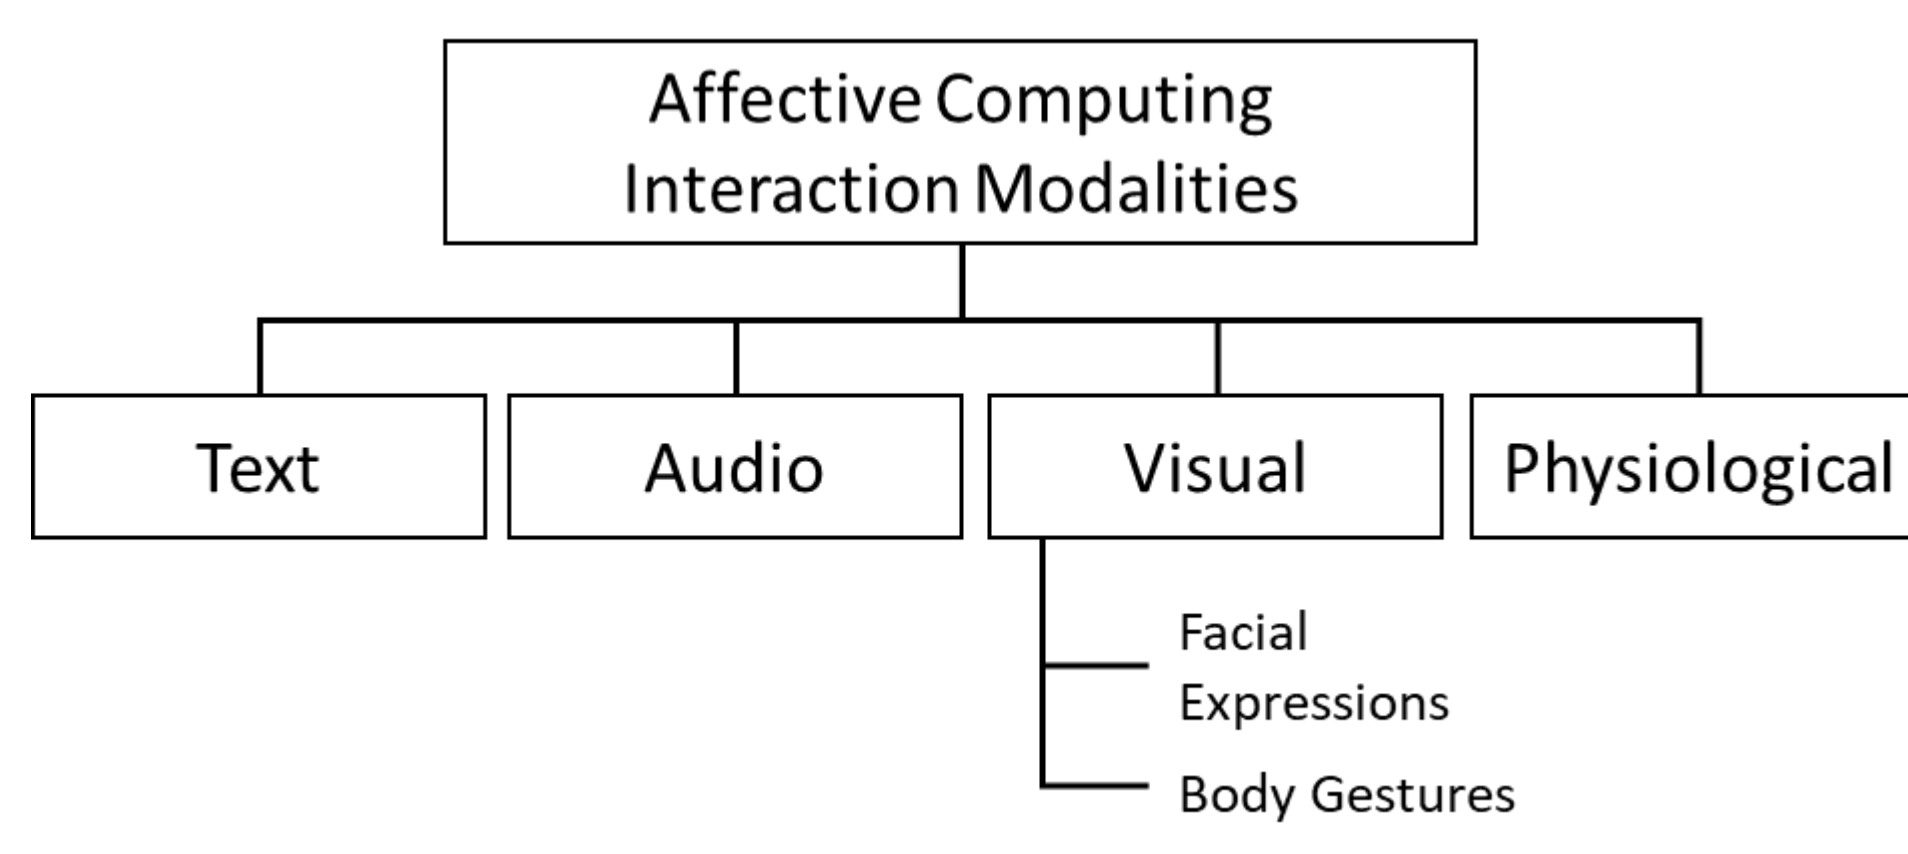 Affective Computing
Interaction Modalities
Text
Audio
Visual
Physiological
Facial
Expressions
Body Gestures